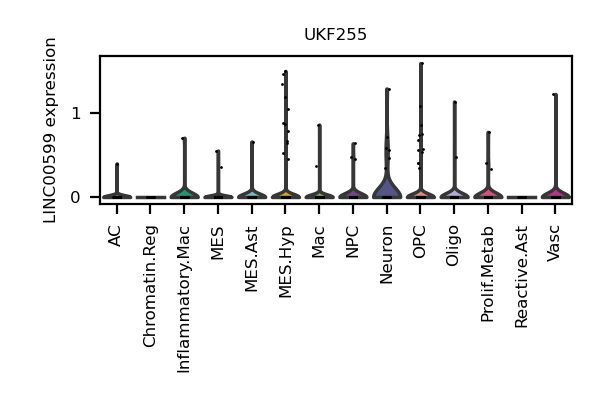 UKF255
LINC00599 expression
1
0
AC
Chromatin.Reg
Inflammatory.Mac
MES
MES.Ast
MES.Hyp
Mac
NPC
Neuron
OPC
Oligo
Prolif.Metab
Reactive.Ast
Vasc